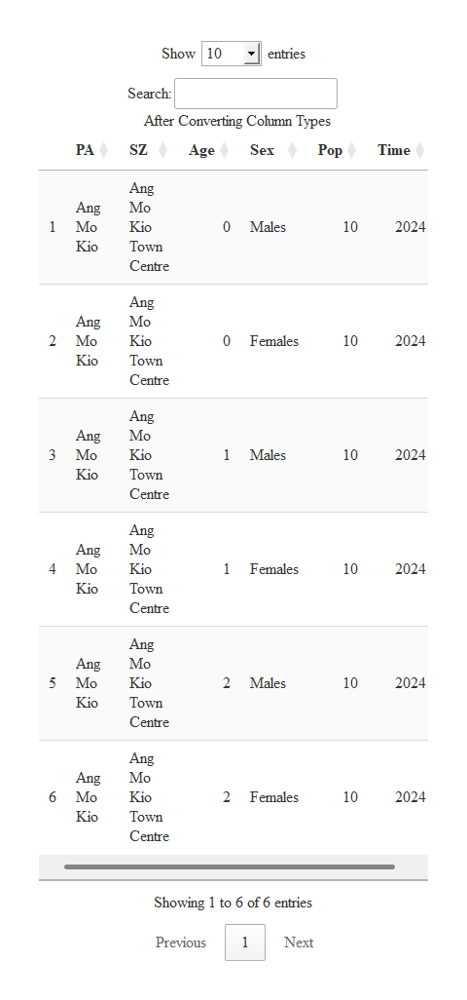 Show 10 entries
Search:
After Converting Column Types
PA SZ Age Sex Pop Time
1 Ang Mo Kio Ang Mo Kio Town Centre 0 Males 10 2024
2 Ang Mo Kio Ang Mo Kio Town Centre 0 Females 10 2024
3 Ang Mo Kio Ang Mo Kio Town Centre 1 Males 10 2024
4 Ang Mo Kio Ang Mo Kio Town Centre 1 Females 10 2024
5 Ang Mo Kio Ang Mo Kio Town Centre 2 Males 10 2024
6 Ang Mo Kio Ang Mo Kio Town Centre 2 Females 10 2024
Showing 1 to 6 of 6 entries
Previous 1 Next